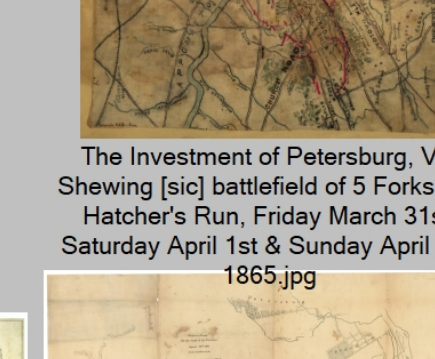 The Investment of Petersburg, V
Shewing [sic] battlefield of 5 Forks
Hatcher's Run, Friday March 31s
Saturday April 1st & Sunday April
1865.jpg